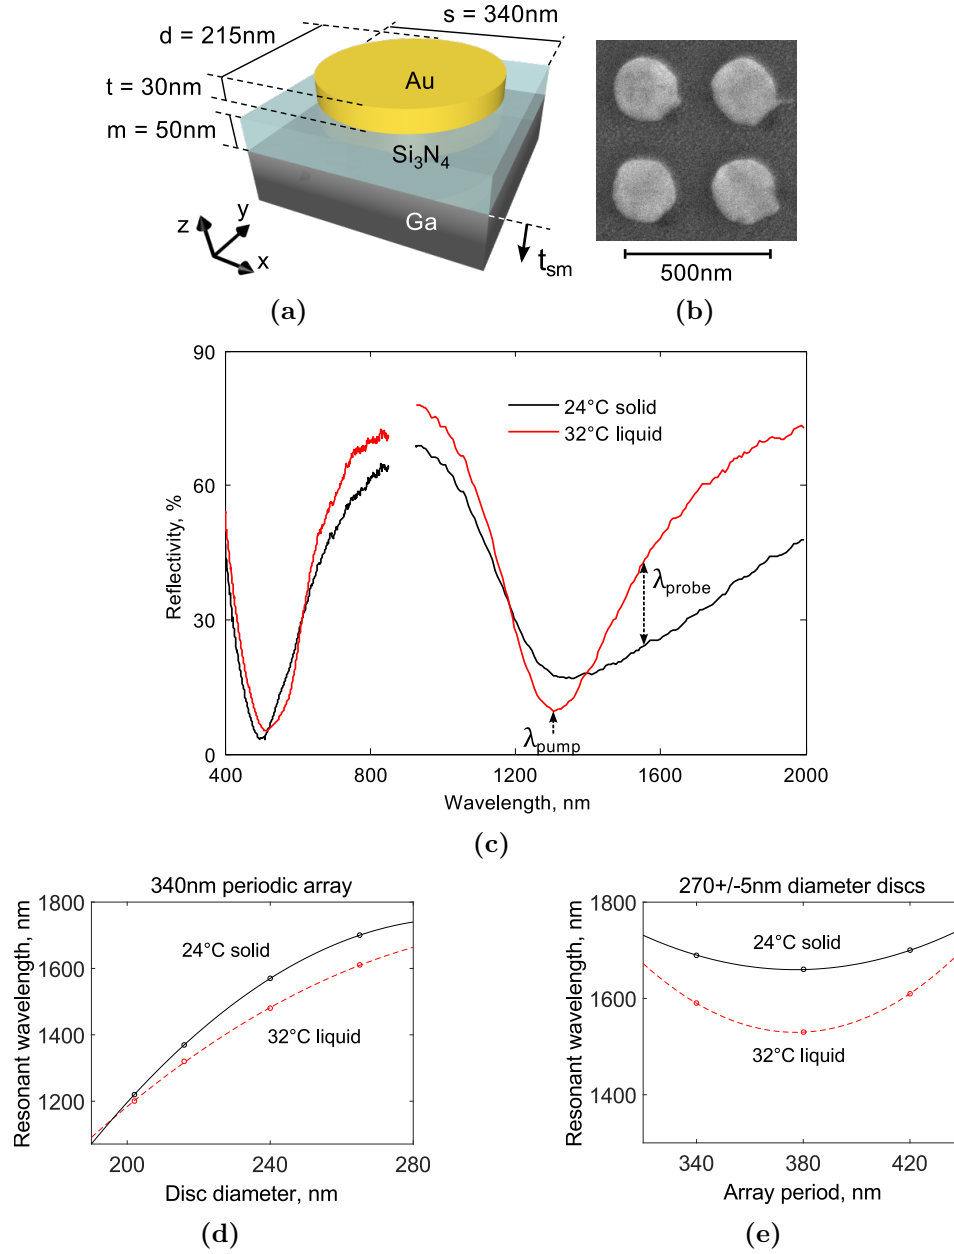 s = 340nm
d = 215nm
t = 30nm
m = 50nm
Au
Si₃N₄
Ga
z
y
x
t_sm
(a)
500nm
(b)
90
60
30
0
Reflectivity, %
24°C solid
32°C liquid
λ_probe
λ_pump
400
800
1200
1600
2000
Wavelength, nm
(c)
340nm periodic array
Resonant wavelength, nm
1800
1600
1400
1200
24°C solid
32°C liquid
200
240
280
Disc diameter, nm
(d)
270+/-5nm diameter discs
Resonant wavelength, nm
1800
1600
1400
24°C solid
32°C liquid
340
380
420
Array period, nm
(e)